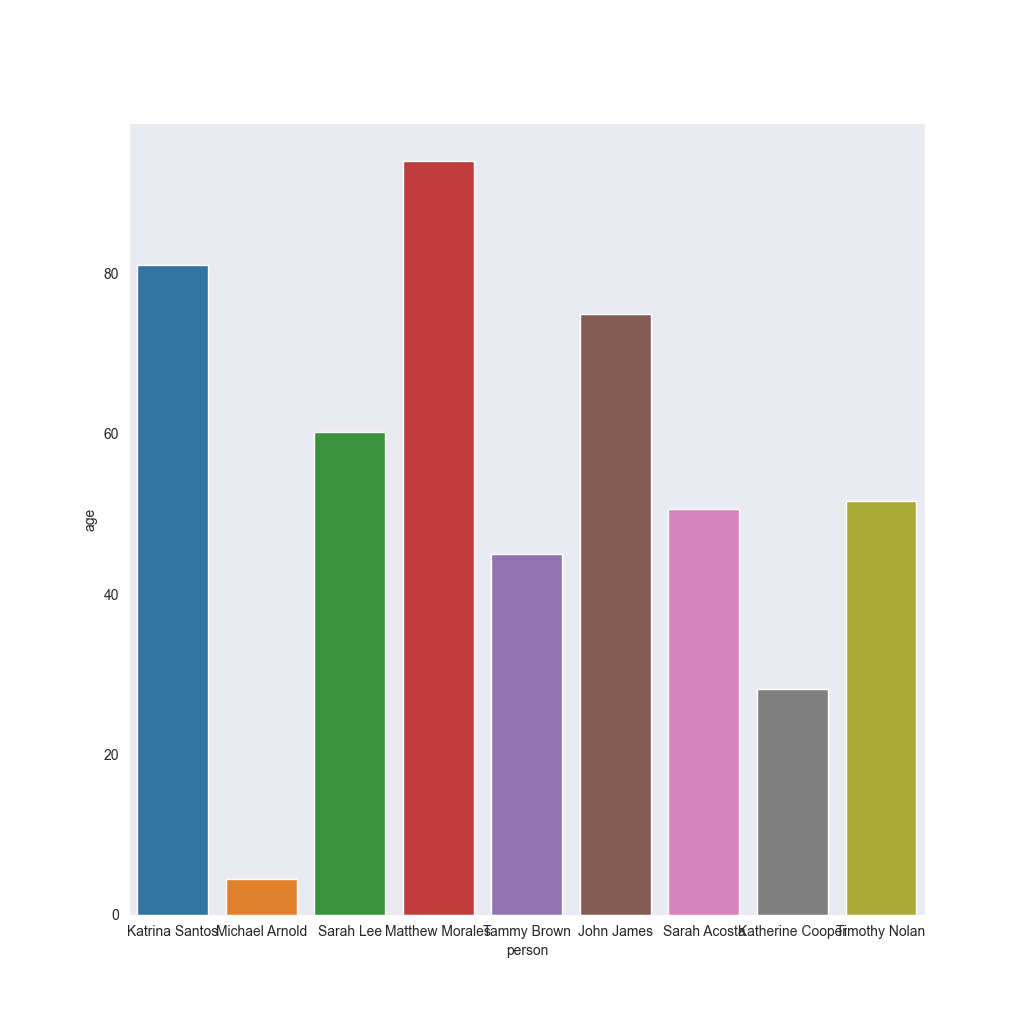 80
60
40
20
0
age
Katrina Santos Michael Arnold Sarah Lee Matthew Morales Tammy Brown John James Sarah Acosta Katherine Cooper Timothy Nolan
person